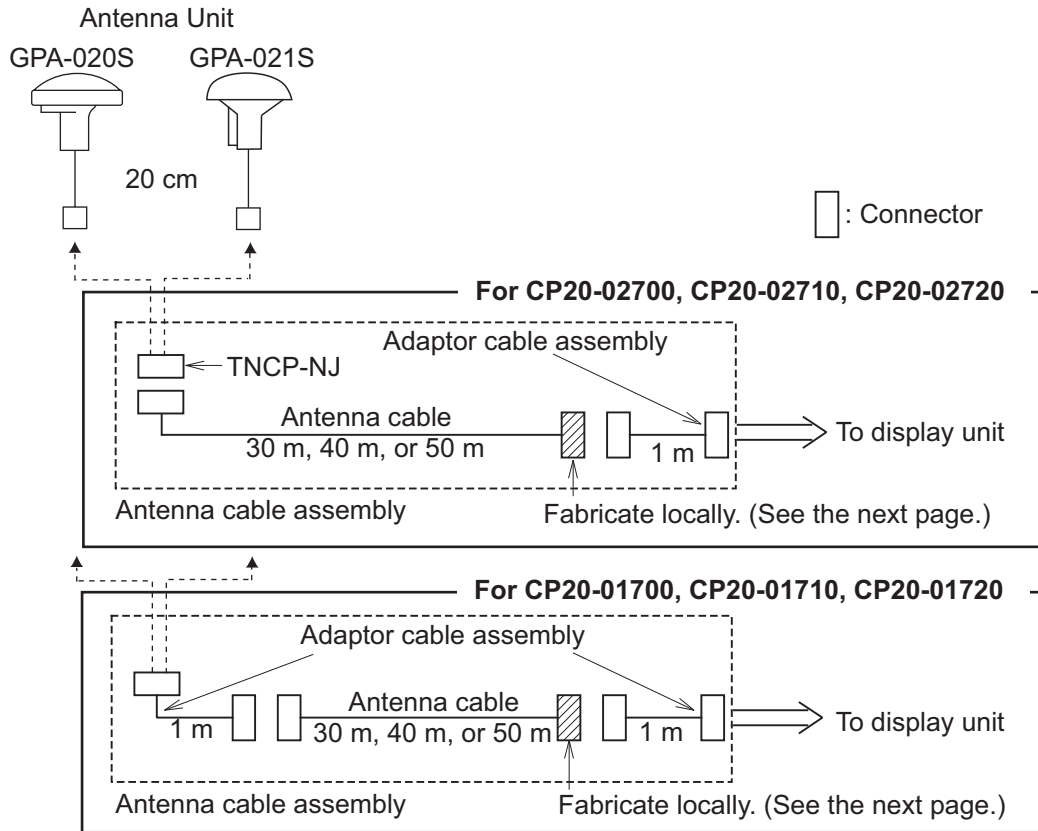 Antenna Unit
GPA-020S
GPA-021S
20 cm
: Connector
For CP20-02700, CP20-02710, CP20-02720
Adaptor cable assembly
TNCP-NJ
Antenna cable
30 m, 40 m, or 50 m
1 m
To display unit
Antenna cable assembly
Fabricate locally. (See the next page.)
For CP20-01700, CP20-01710, CP20-01720
Adaptor cable assembly
1 m
Antenna cable
30 m, 40 m, or 50 m
1 m
To display unit
Antenna cable assembly
Fabricate locally. (See the next page.)